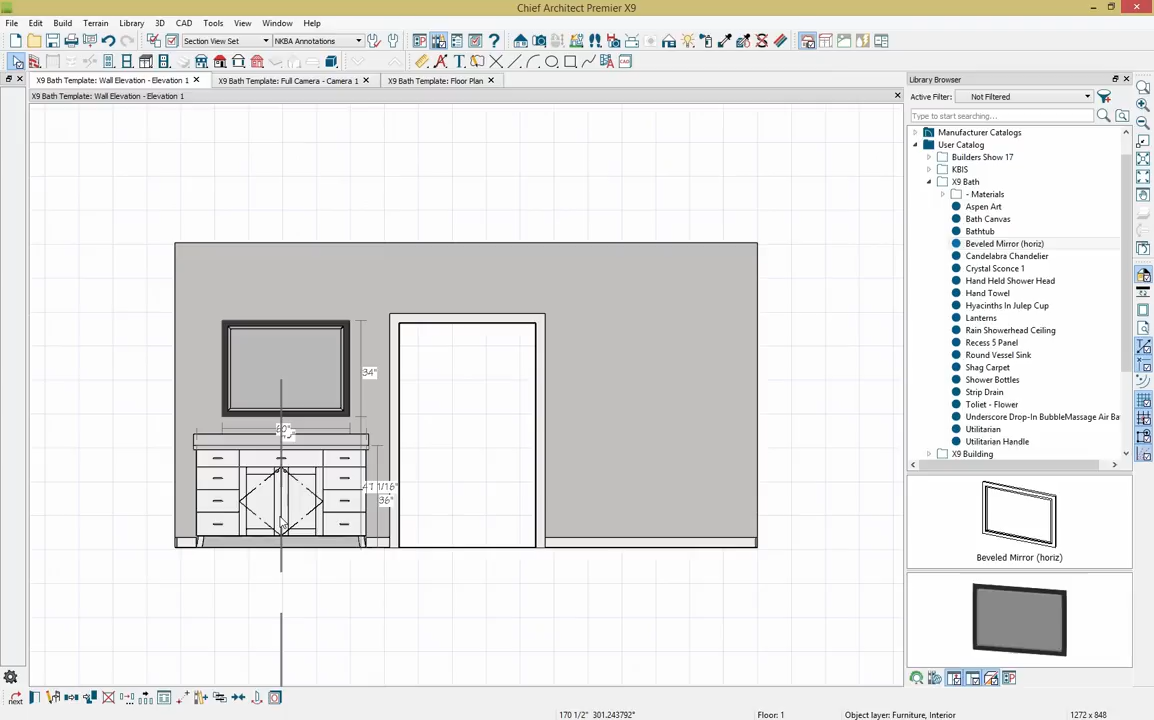 Chief Architect Premier X9
File Edit Build Terrain Library 3D CAD Tools View Window Help
Section View Set NKBA Annotations
X9 Bath Template: Wall Elevation - Elevation 1 X9 Bath Template: Full Camera - Camera 1 X9 Bath Template: Floor Plan
X9 Bath Template: Wall Elevation - Elevation 1
Library Browser
Active Filter: Not Filtered
Type to start searching...
Manufacturer Catalogs
User Catalog
Builders Show 17
KBIS
X9 Bath
- Materials
Aspen Art
Bath Canvas
Bathtub
Beveled Mirror (horiz)
Candelabra Chandelier
Crystal Sconce 1
Hand Held Shower Head
Hand Towel
Hyacinths In Julep Cup
Lanterns
Rain Showerhead Ceiling
Recess 5 Panel
Round Vessel Sink
Shag Carpet
Shower Bottles
Strip Drain
Toliet - Flower
Underscore Drop-In BubbleMassage Air Ba
Utilitarian
Utilitarian Handle
X9 Building
34"
36"
Beveled Mirror (horiz)
next
170 1/2" 301.243792° Floor: 1 Object layer: Furniture, Interior 1272 x 848